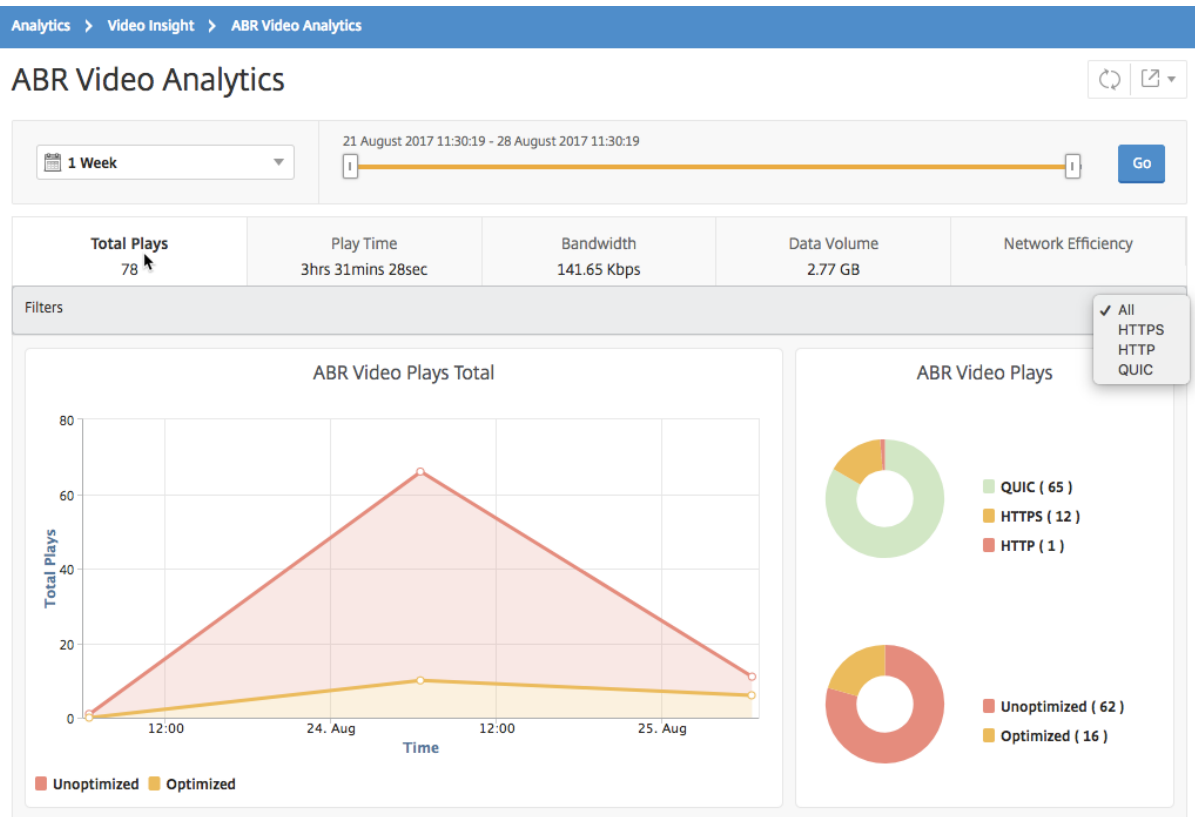 Analytics > Video Insight > ABR Video Analytics
ABR Video Analytics
1 Week
21 August 2017 11:30:19 - 28 August 2017 11:30:19
Go
Total Plays
78
Play Time
3hrs 31mins 28sec
Bandwidth
141.65 Kbps
Data Volume
2.77 GB
Network Efficiency
Filters
✓ All
HTTPS
HTTP
QUIC
ABR Video Plays Total
80
60
40
20
0
Total Plays
12:00
24. Aug
12:00
25. Aug
Time
Unoptimized
Optimized
ABR Video Plays
QUIC ( 65 )
HTTPS ( 12 )
HTTP ( 1 )
Unoptimized ( 62 )
Optimized ( 16 )